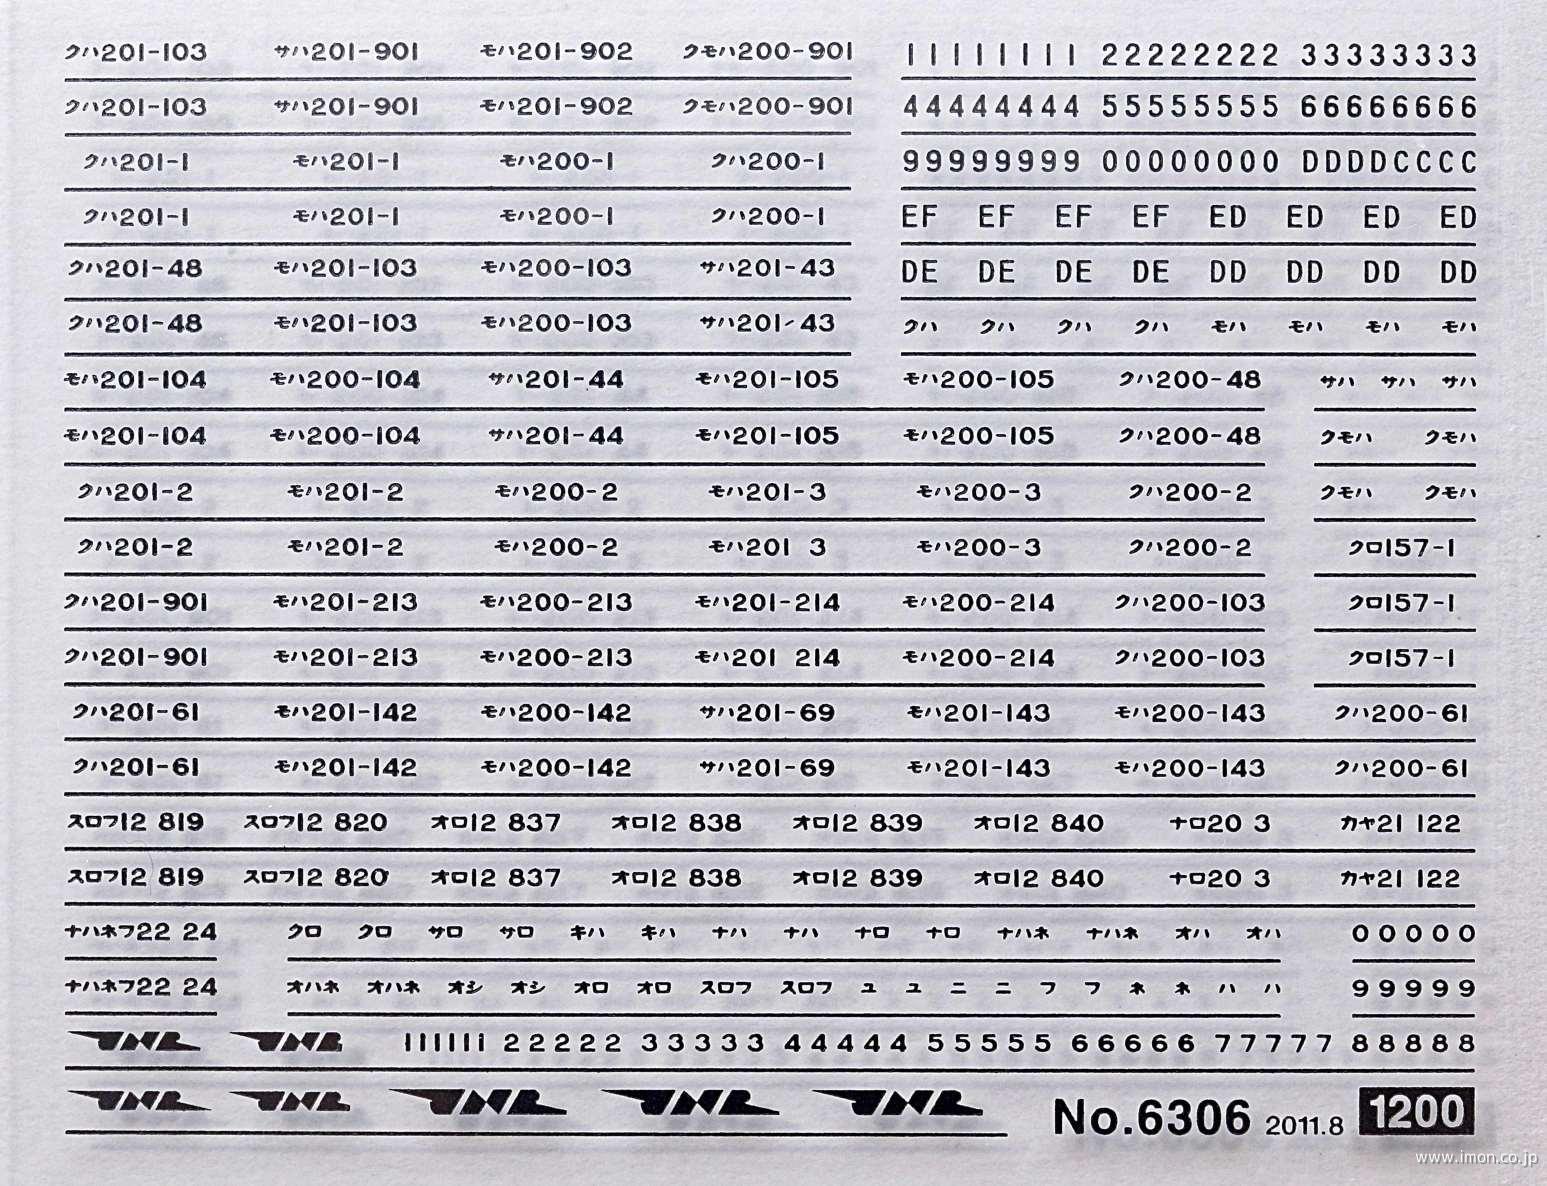 クハ201-103 サハ201-901 モハ201-902 クモハ200-901 11111111 22222222 33333333
クハ201-103 サハ201-901 モハ201-902 クモハ200-901 44444444 55555555 66666666
クハ201-1 モハ201-1 モハ200-1 クハ200-1 99999999 00000000 DDDDCCCC
クハ201-1 モハ201-1 モハ200-1 クハ200-1 EF EF EF EF ED ED ED ED
クハ201-48 モハ201-103 モハ200-103 サハ201-43 DE DE DE DE DD DD DD DD
クハ201-48 モハ201-103 モハ200-103 サハ201-43 クハ クハ クハ クハ モハ モハ モハ モハ
モハ201-104 モハ200-104 サハ201-44 モハ201-105 モハ200-105 クハ200-48 サハ サハ サハ
モハ201-104 モハ200-104 サハ201-44 モハ201-105 モハ200-105 クハ200-48 クモハ クモハ
クハ201-2 モハ201-2 モハ200-2 モハ201-3 モハ200-3 クハ200-2 クモハ クモハ
クハ201-2 モハ201-2 モハ200-2 モハ201 3 モハ200-3 クハ200-2 クロ157-1
クハ201-901 モハ201-213 モハ200-213 モハ201-214 モハ200-214 クハ200-103 クロ157-1
クハ201-901 モハ201-213 モハ200-213 モハ201 214 モハ200-214 クハ200-103 クロ157-1
クハ201-61 モハ201-142 モハ200-142 サハ201-69 モハ201-143 モハ200-143 クハ200-61
クハ201-61 モハ201-142 モハ200-142 サハ201-69 モハ201-143 モハ200-143 クハ200-61
スロフ12 819 スロフ12 820 オロ12 837 オロ12 838 オロ12 839 オロ12 840 ナロ20 3 カヤ21 122
スロフ12 819 スロフ12 820 オロ12 837 オロ12 838 オロ12 839 オロ12 840 ナロ20 3 カヤ21 122
ナハネフ22 24 クロ クロ サロ サロ キハ キハ ナハ ナハ ナロ ナロ ナハネ ナハネ オハ オハ 00000
ナハネフ22 24 オハネ オハネ オシ オシ オロ オロ スロフ スロフ ユ ユ ニ ニ フ フ ネ ネ ハ ハ 99999
JNR JNR 111111 22222 33333 44444 55555 66666 77777 88888
JNR JNR JNR JNR JNR No.6306 2011.8 1200
www.imon.co.jp